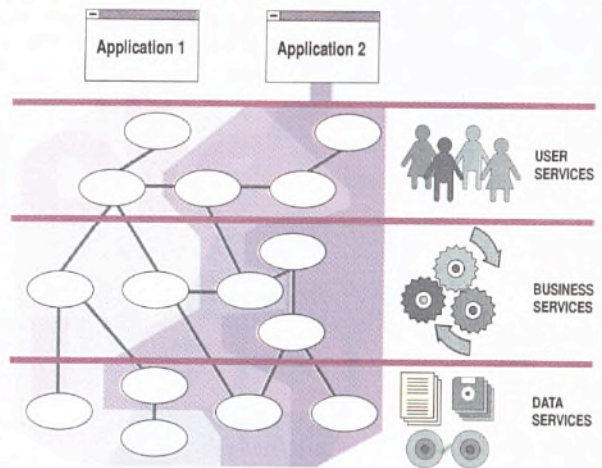 Application 1
Application 2
USER
SERVICES
BUSINESS
SERVICES
DATA
SERVICES